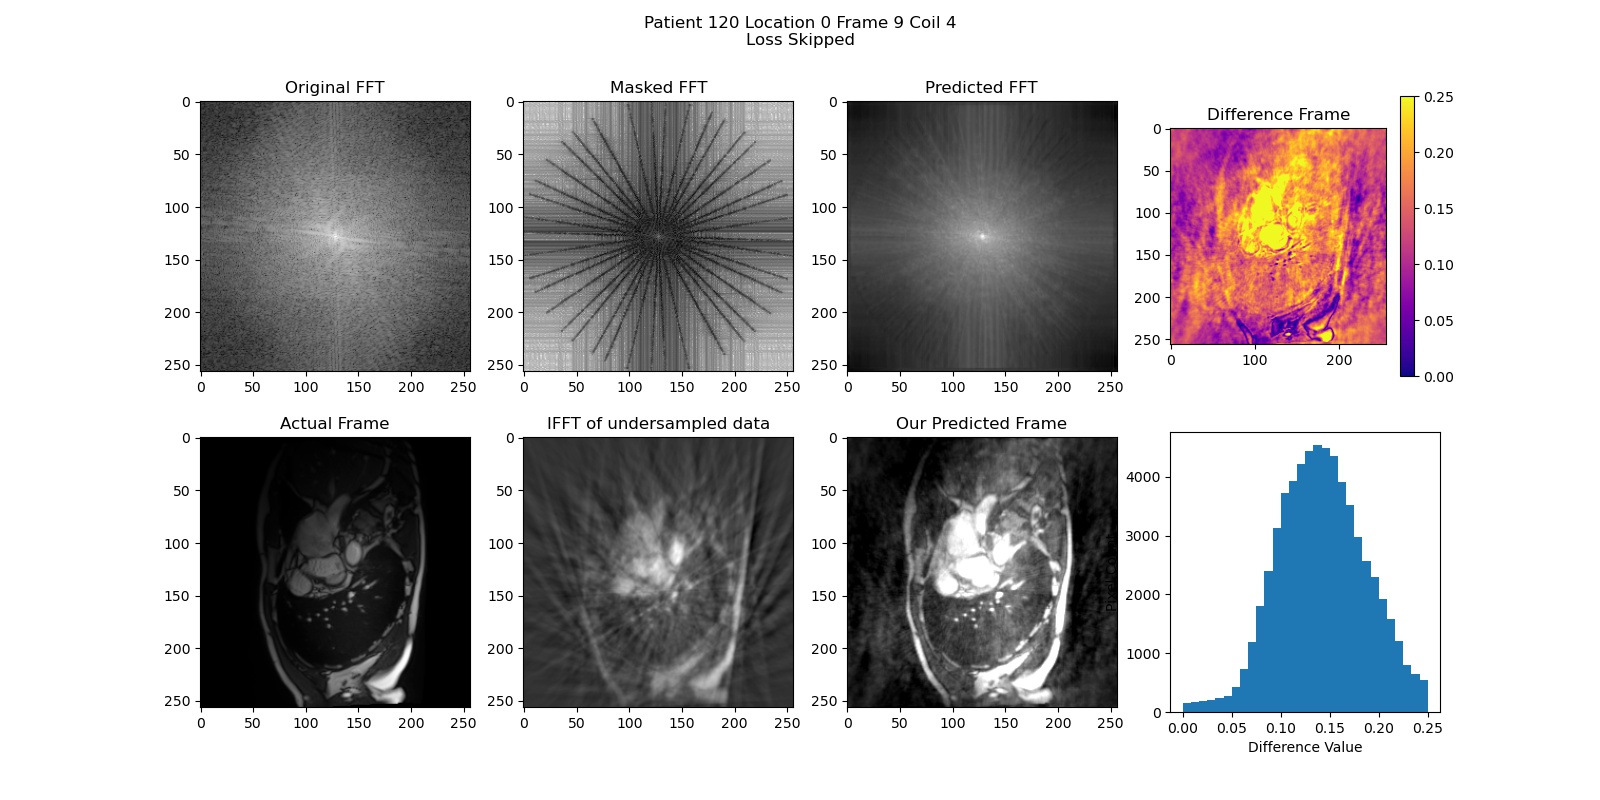 Patient 120 Location 0 Frame 9 Coil 4
Loss Skipped
Original FFT
0
50
100
150
200
250
0 50 100 150 200 250
Masked FFT
0
50
100
150
200
250
0 50 100 150 200 250
Predicted FFT
0
50
100
150
200
250
0 50 100 150 200 250
Difference Frame
0
50
100
150
200
250
0 100 200
0.25
0.20
0.15
0.10
0.05
0.00
Actual Frame
0
50
100
150
200
250
0 50 100 150 200 250
IFFT of undersampled data
0
50
100
150
200
250
0 50 100 150 200 250
Our Predicted Frame
0
50
100
150
200
250
0 50 100 150 200 250
4000
3000
2000
1000
0
0.00 0.05 0.10 0.15 0.20 0.25
Difference Value